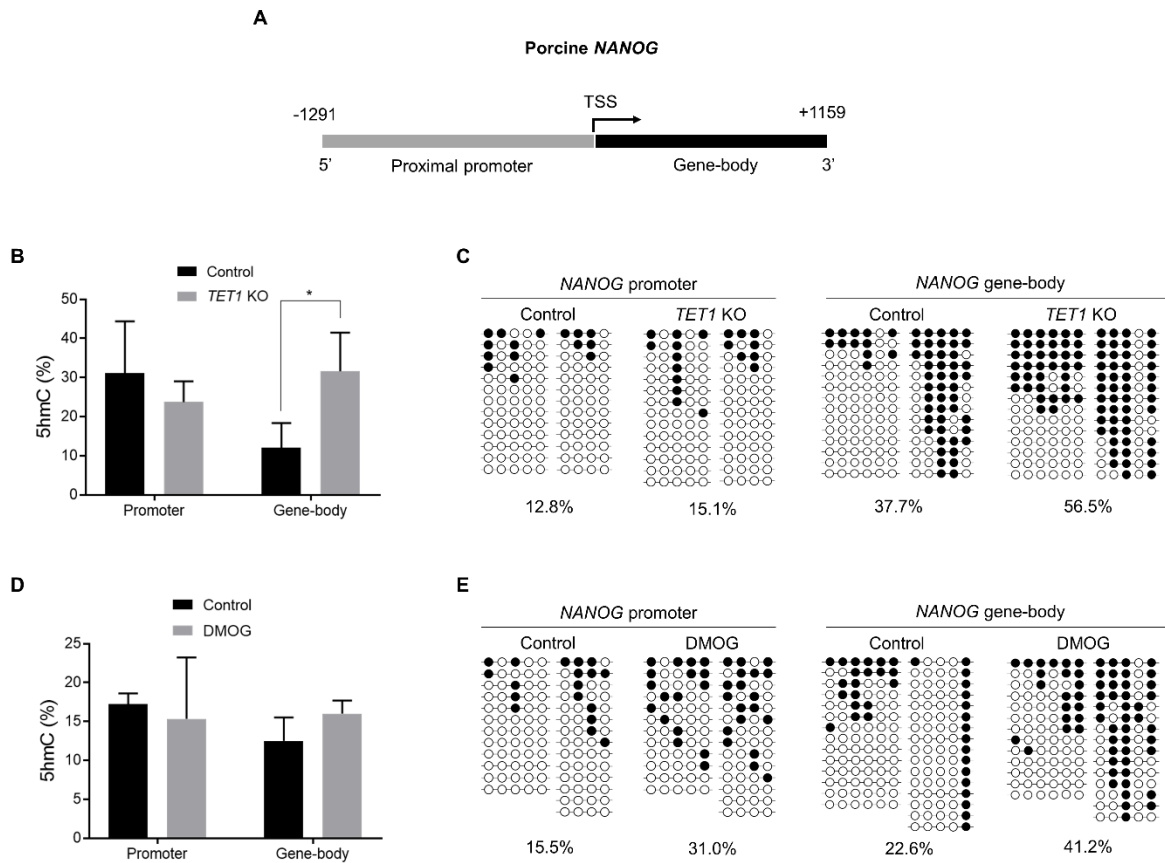 A
Porcine NANOG
TSS
-1291
+1159
5'
Proximal promoter
Gene-body
3'
B
Control
TET1 KO
*
5hmC (%)
50
40
30
20
10
0
Promoter
Gene-body
C
NANOG promoter
NANOG gene-body
Control
TET1 KO
Control
TET1 KO
12.8%
15.1%
37.7%
56.5%
D
Control
DMOG
5hmC (%)
25
20
15
10
5
0
Promoter
Gene-body
E
NANOG promoter
NANOG gene-body
Control
DMOG
Control
DMOG
15.5%
31.0%
22.6%
41.2%